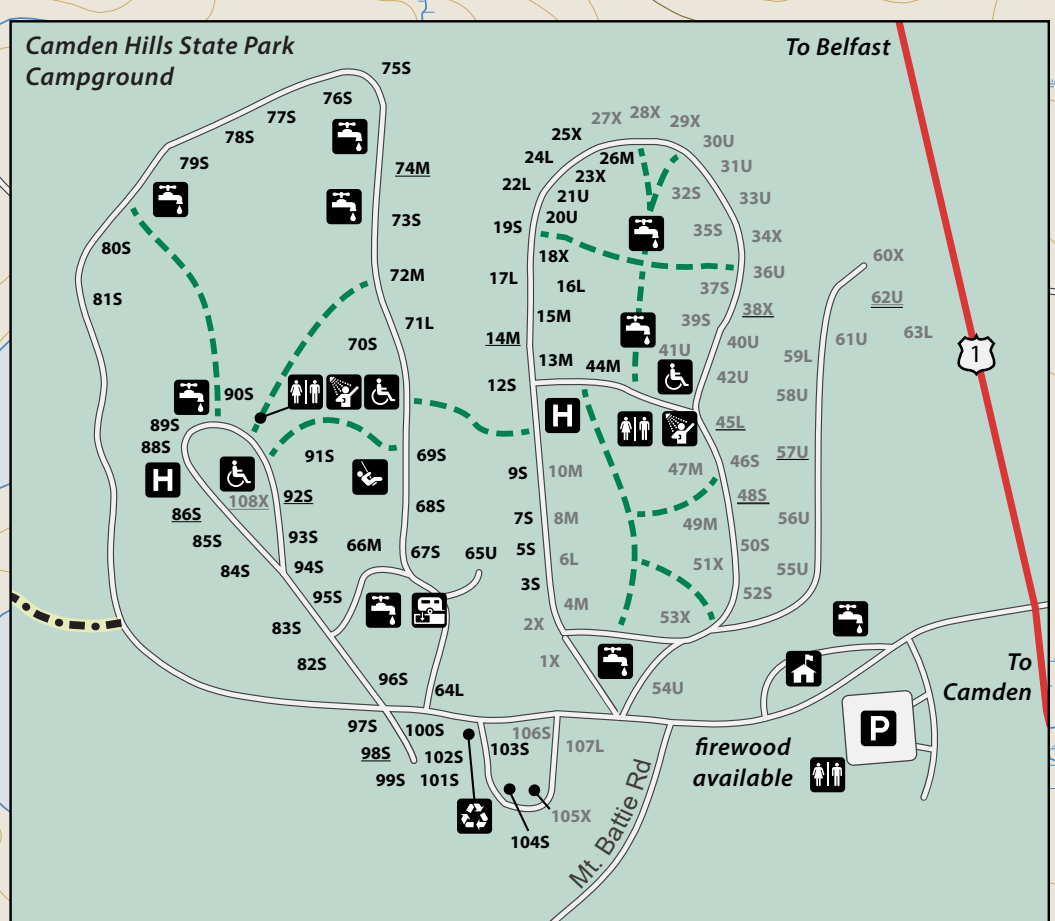 Camden Hills State Park
Campground
To Belfast
75S
76S
77S
78S
79S
74M
73S
80S
72M
81S
71L
70S
25X
27X
28X
29X
30U
24L
26M
31U
23X
22L
21U
32S
33U
20U
19S
35S
34X
18X
36U
60X
17L
16L
37S
62U
15M
39S
38X
14M
41U
40U
61U
63L
13M
44M
59L
12S
42U
58U
1
90S
89S
88S
H
H
45L
91S
69S
9S
10M
47M
46S
57U
108X
92S
48S
86S
68S
7S
8M
49M
56U
85S
93S
66M
67S
65U
5S
6L
50S
84S
94S
3S
51X
55U
95S
4M
52S
83S
2X
53X
82S
1X
To
Camden
96S
64L
54U
97S
100S
106S
P
98S
102S
103S
107L
firewood
available
99S
101S
105X
104S
Mt. Battie Rd